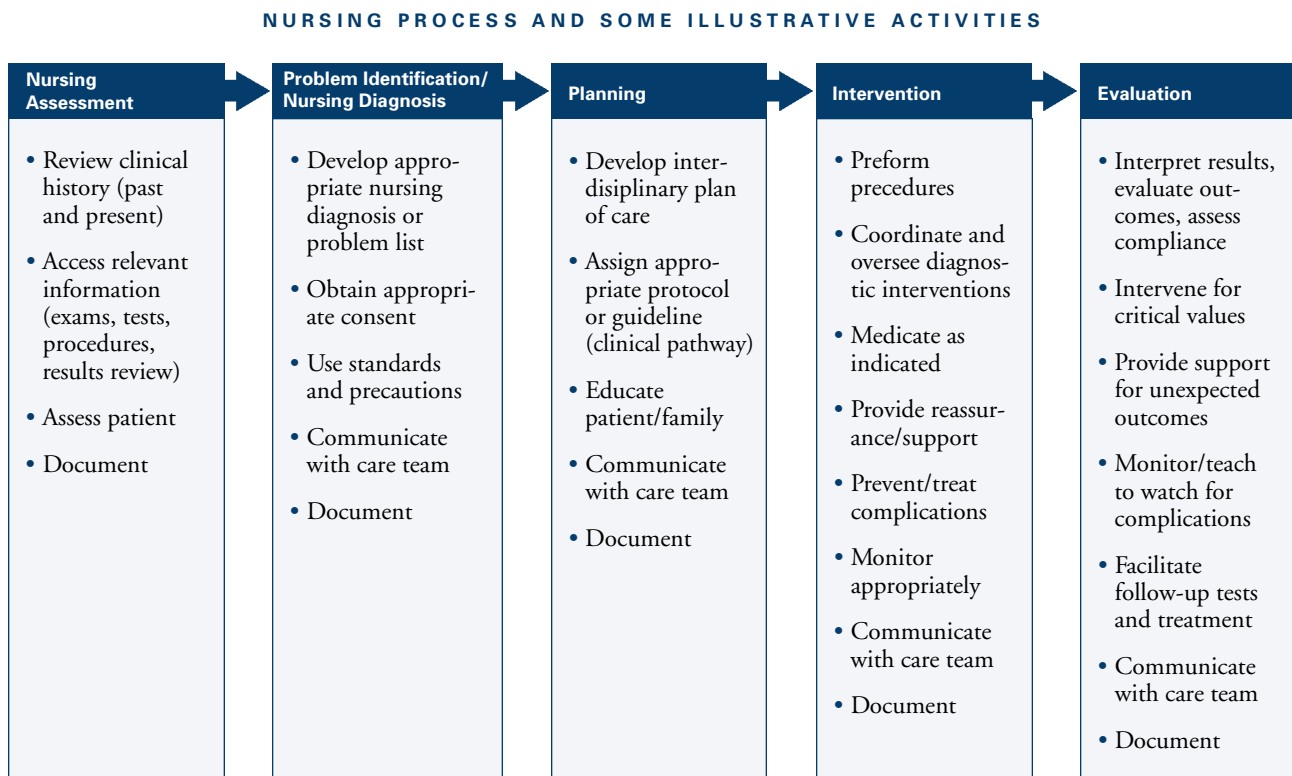 NURSING PROCESS AND SOME ILLUSTRATIVE ACTIVITIES
Nursing
Assessment
• Review clinical
history (past
and present)
• Access relevant
information
(exams, tests,
procedures,
results review)
• Assess patient
• Document
Problem Identification/
Nursing Diagnosis
• Develop appro-
priate nursing
diagnosis or
problem list
• Obtain appropri-
ate consent
• Use standards
and precautions
• Communicate
with care team
• Document
Planning
• Develop inter-
disiplinary plan
of care
• Assign appro-
priate protocol
or guideline
(clinical pathway)
• Educate
patient/family
• Communicate
with care team
• Document
Intervention
• Preform
precedures
• Coordinate and
oversee diagnos-
tic interventions
• Medicate as
indicated
• Provide reassur-
ance/support
• Prevent/treat
complications
• Monitor
appropriately
• Communicate
with care team
• Document
Evaluation
• Interpret results,
evaluate out-
comes, assess
compliance
• Intervene for
critical values
• Provide support
for unexpected
outcomes
• Monitor/teach
to watch for
complications
• Facilitate
follow-up tests
and treatment
• Communicate
with care team
• Document